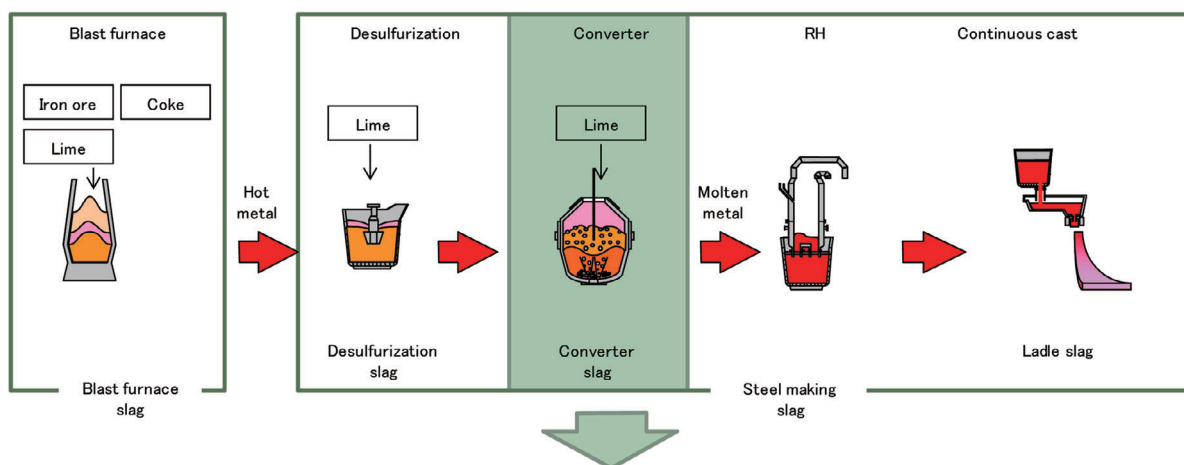 Blast furnace
Iron ore
Coke
Lime
Blast furnace
slag
Hot
metal
Desulfurization
Lime
Desulfurization
slag
Converter
Lime
Converter
slag
Molten
metal
RH
Continuous cast
Ladle slag
Steel making
slag